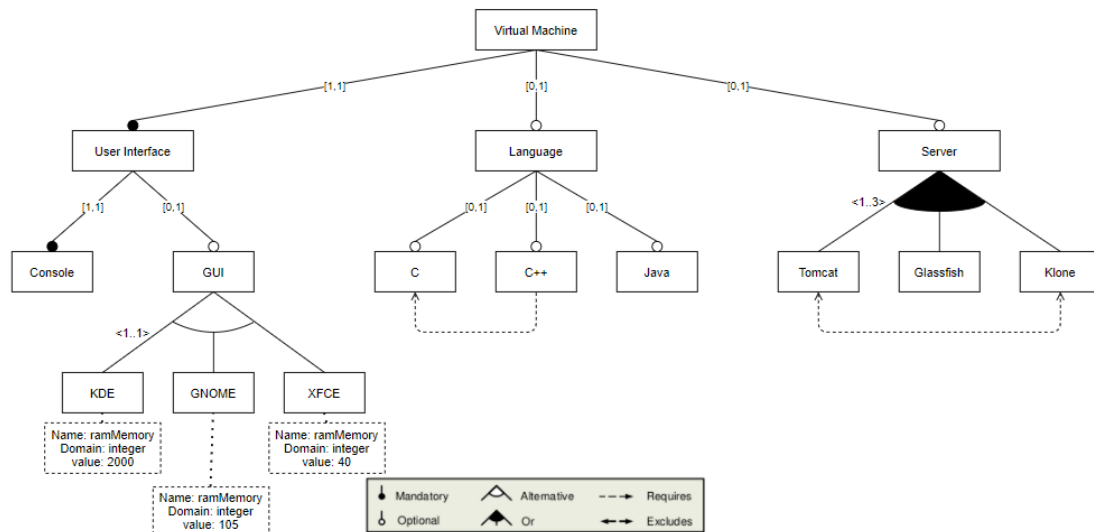 Virtual Machine
[1,1]
[0,1]
[0,1]
User Interface
Language
Server
[1,1]
[0,1]
[0,1]
[0,1]
[0,1]
<1..3>
Console
GUI
C
C++
Java
Tomcat
Glassfish
Klone
<1..1>
KDE
GNOME
XFCE
Name: ramMemory
Domain: integer
value: 2000
Name: ramMemory
Domain: integer
value: 40
Name: ramMemory
Domain: integer
value: 105
Mandatory
Alternative
Requires
Optional
Or
Excludes